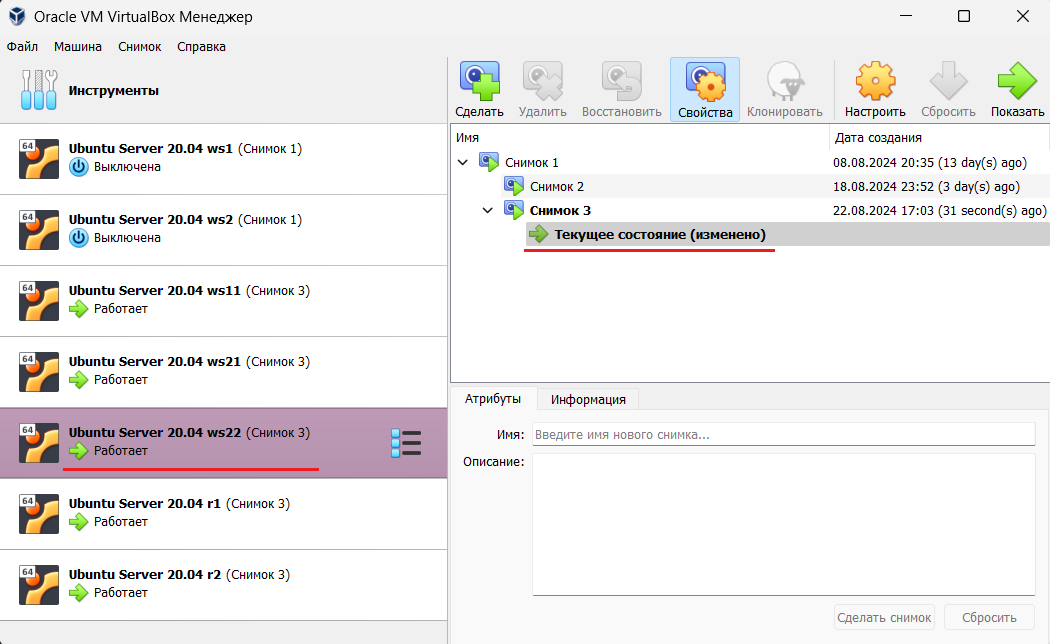 Oracle VM VirtualBox Менеджер
Файл Машина Снимок Справка
Инструменты
64
Ubuntu Server 20.04 ws1 (Снимок 1)
Выключена
64
Ubuntu Server 20.04 ws2 (Снимок 1)
Выключена
64
Ubuntu Server 20.04 ws11 (Снимок 3)
Работает
64
Ubuntu Server 20.04 ws21 (Снимок 3)
Работает
64
Ubuntu Server 20.04 ws22 (Снимок 3)
Работает
64
Ubuntu Server 20.04 r1 (Снимок 3)
Работает
64
Ubuntu Server 20.04 r2 (Снимок 3)
Работает
Сделать Удалить Восстановить Свойства Клонировать Настроить Сбросить Показать
Имя Дата создания
Снимок 1 08.08.2024 20:35 (13 day(s) ago)
Снимок 2 18.08.2024 23:52 (3 day(s) ago)
Снимок 3 22.08.2024 17:03 (31 second(s) ago)
Текущее состояние (изменено)
Атрибуты Информация
Имя: Введите имя нового снимка...
Описание:
Сделать снимок Сбросить